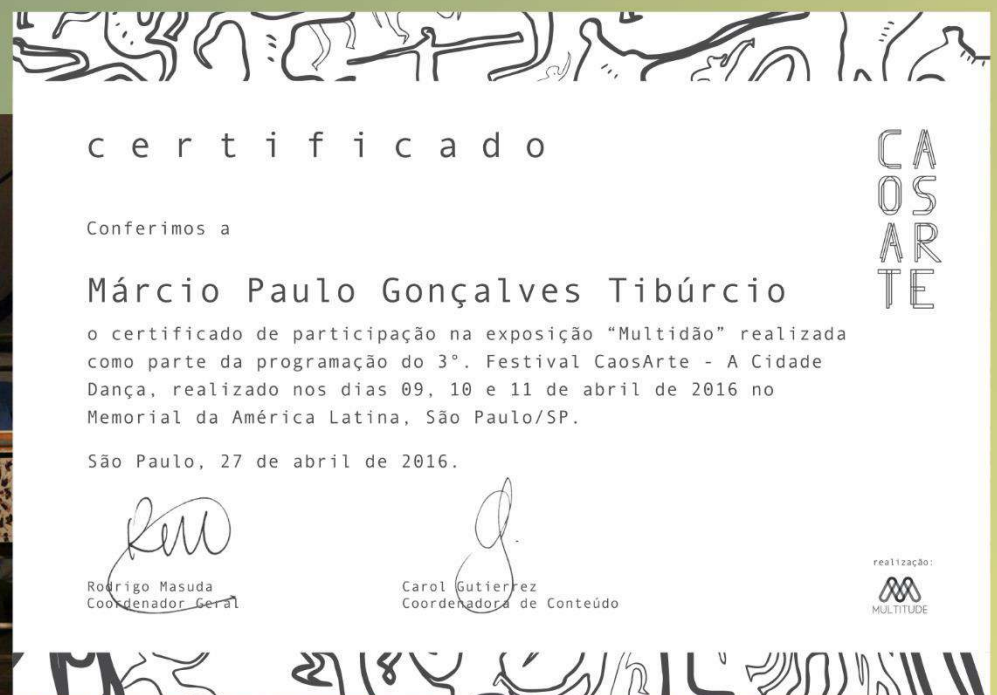 certificado
CA
OS
AR
TE
Conferimos a
Márcio Paulo Gonçalves Tibúrcio
o certificado de participação na exposição “Multidão” realizada
como parte da programação do 3°. Festival CaosArte - A Cidade
Dança, realizado nos dias 09, 10 e 11 de abril de 2016 no
Memorial da América Latina, São Paulo/SP.
São Paulo, 27 de abril de 2016.
Rodrigo Masuda
Coordenador Geral
Carol Gutierrez
Coordenadora de Conteúdo
realização:
MULTITUDE